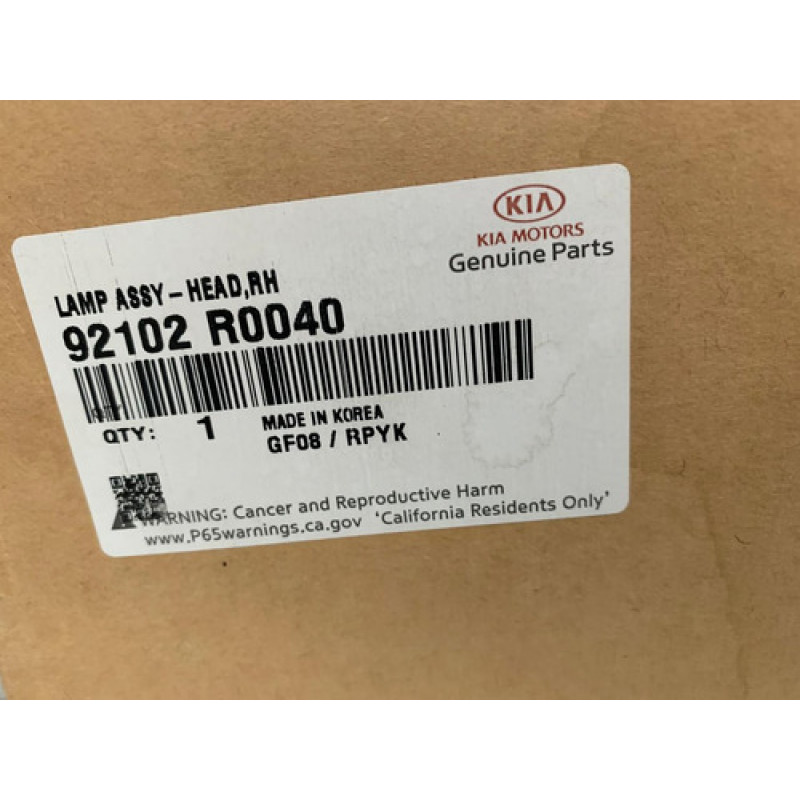 KIA
KIA MOTORS
Genuine Parts
LAMP ASSY-HEAD,RH
92102 R0040
QTY
QTY: 1
MADE IN KOREA
GF08 / RPYK
WARNING: Cancer and Reproductive Harm
www.P65warnings.ca.gov 'California Residents Only'